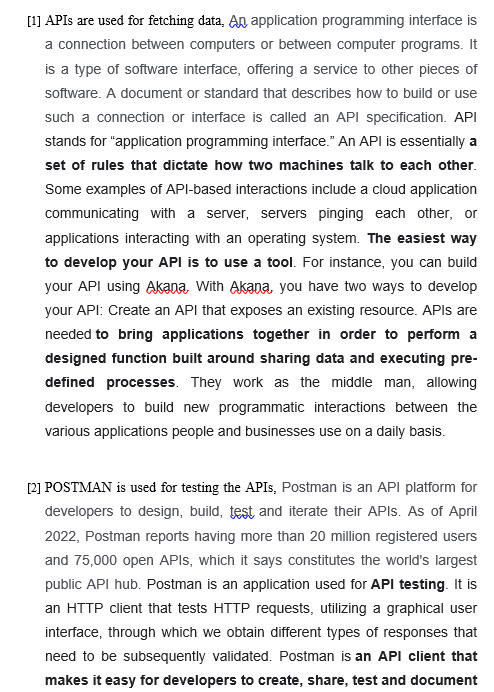 [1] APIs are used for fetching data, An application programming interface is
a connection between computers or between computer programs. It
is a type of software interface, offering a service to other pieces of
software. A document or standard that describes how to build or use
such a connection or interface is called an API specification. API
stands for “application programming interface.” An API is essentially a
set of rules that dictate how two machines talk to each other.
Some examples of API-based interactions include a cloud application
communicating with a server, servers pinging each other, or
applications interacting with an operating system. The easiest way
to develop your API is to use a tool. For instance, you can build
your API using Akana. With Akana, you have two ways to develop
your API: Create an API that exposes an existing resource. APIs are
needed to bring applications together in order to perform a
designed function built around sharing data and executing pre-
defined processes. They work as the middle man, allowing
developers to build new programmatic interactions between the
various applications people and businesses use on a daily basis.
[2] POSTMAN is used for testing the APIs, Postman is an API platform for
developers to design, build, test and iterate their APIs. As of April
2022, Postman reports having more than 20 million registered users
and 75,000 open APIs, which it says constitutes the world's largest
public API hub. Postman is an application used for API testing. It is
an HTTP client that tests HTTP requests, utilizing a graphical user
interface, through which we obtain different types of responses that
need to be subsequently validated. Postman is an API client that
makes it easy for developers to create, share, test and document